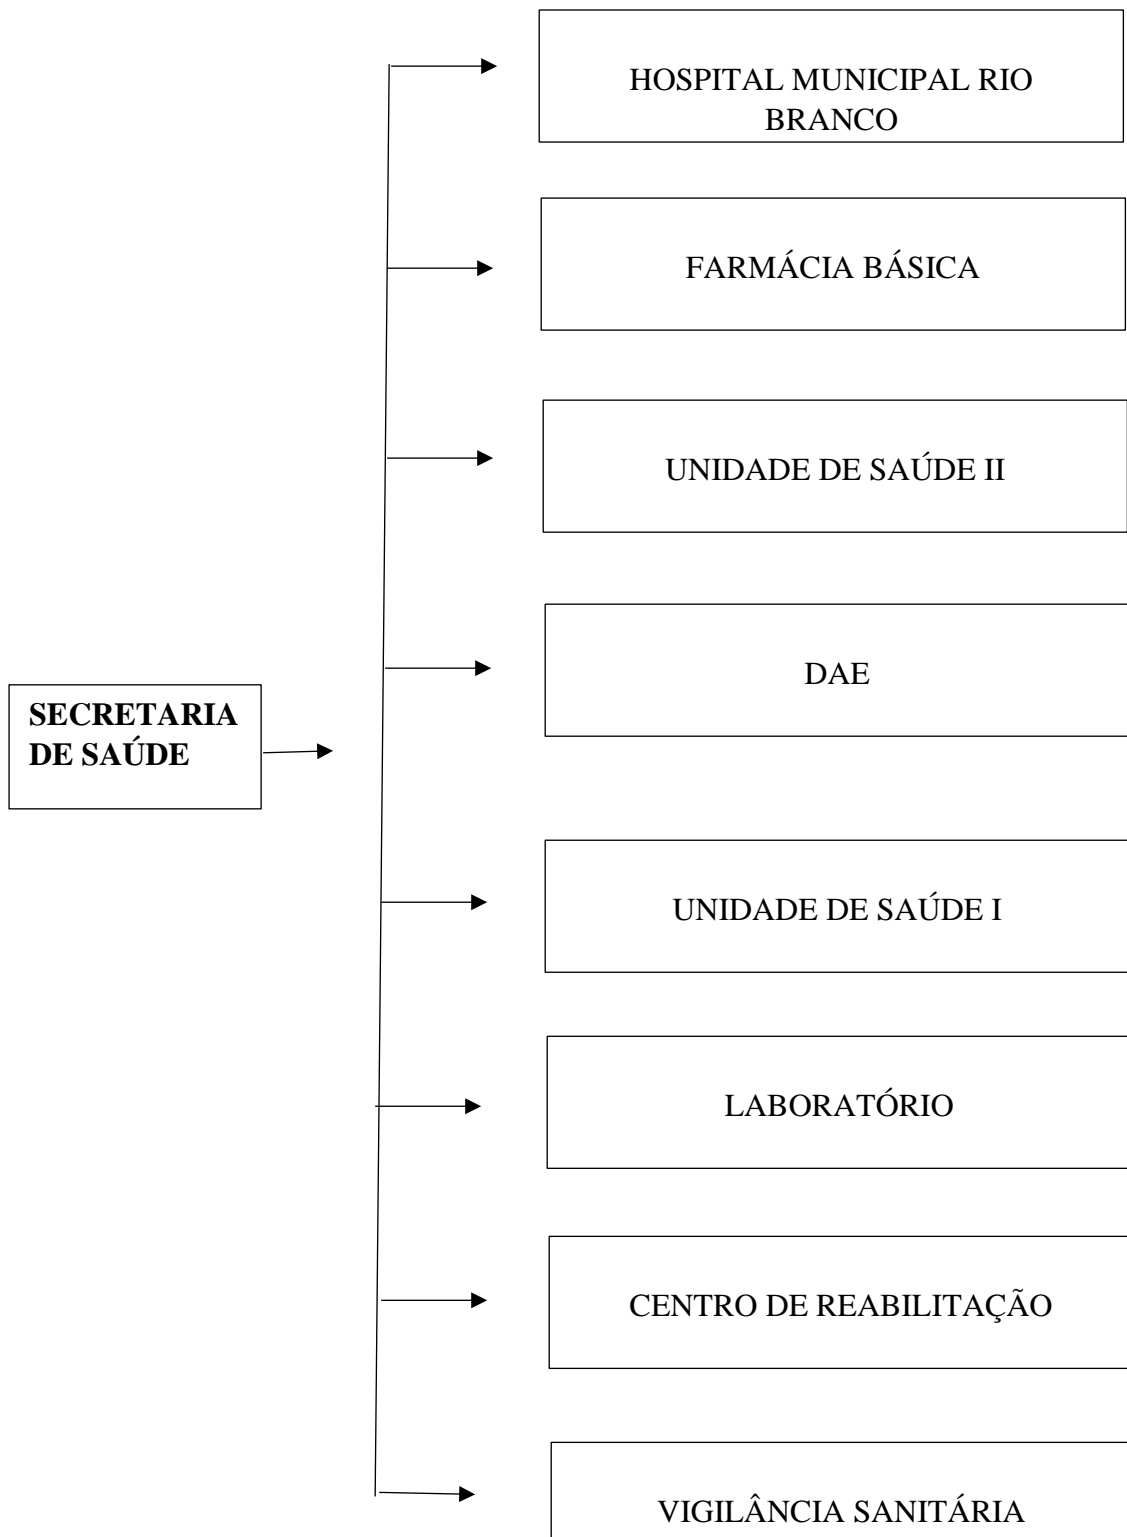 HOSPITAL MUNICIPAL RIO
BRANCO
FARMÁCIA BÁSICA
UNIDADE DE SAÚDE II
DAE
SECRETARIA
DE SAÚDE
UNIDADE DE SAÚDE I
LABORATÓRIO
CENTRO DE REABILITAÇÃO
VIGILÂNCIA SANITÁRIA